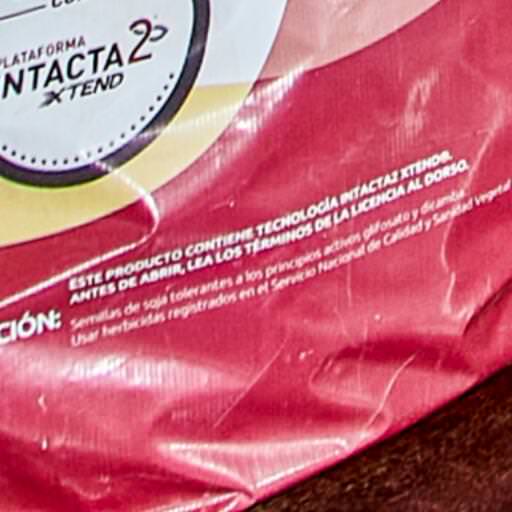 PLATAFORMA
NTACTA 2
XTEND
CIÓN:
ESTE PRODUCTO CONTIENE TECNOLOGÍA INTACTA2 XTEND®.
ANTES DE ABRIR, LEA LOS TÉRMINOS DE LA LICENCIA AL DORSO.
Semillas de soja tolerantes a los principios activos glifosato y dicamba.
Usar herbicidas registrados en el Servicio Nacional de Calidad y Sanidad Vegetal